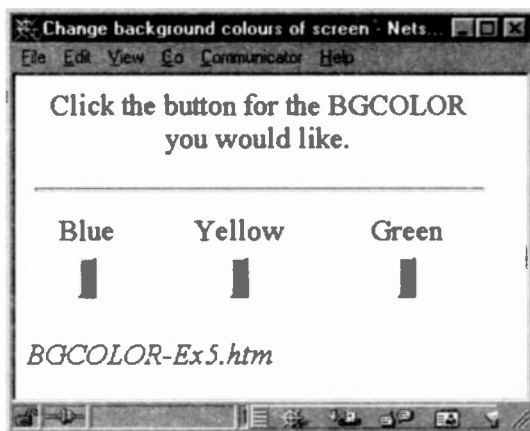 Change background colours of screen - Nets...
File Edit View Go Communicator Help
Click the button for the BGCOLOR
you would like.
Blue Yellow Green
BGCOLOR-Ex5.htm